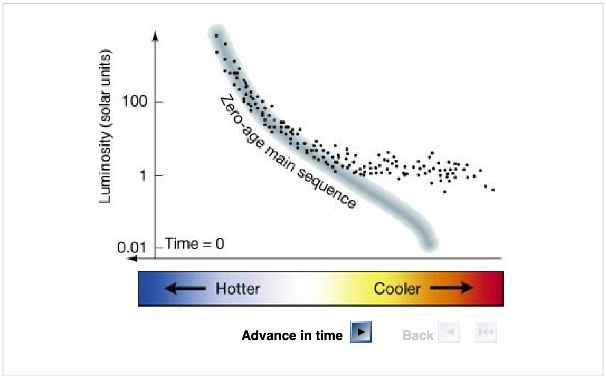 Luminosity (solar units)
100
1
0.01
Zero-age main sequence
Time = 0
Hotter
Cooler
Advance in time
Back